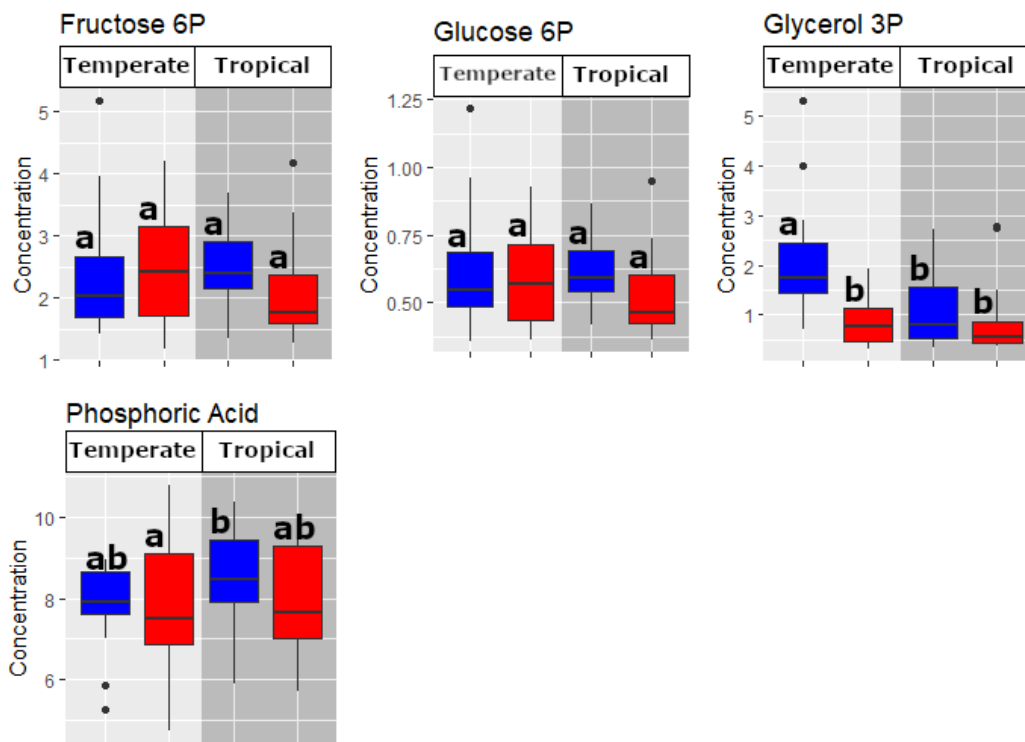 Fructose 6P
Temperate Tropical
Concentration
5
4
3
2
1
a a a a
Glucose 6P
Temperate Tropical
Concentration
1.25
1.00
0.75
0.50
a a a a
Glycerol 3P
Temperate Tropical
Concentration
5
4
3
2
1
a b b b
Phosphoric Acid
Temperate Tropical
Concentration
10
8
6
ab a b ab